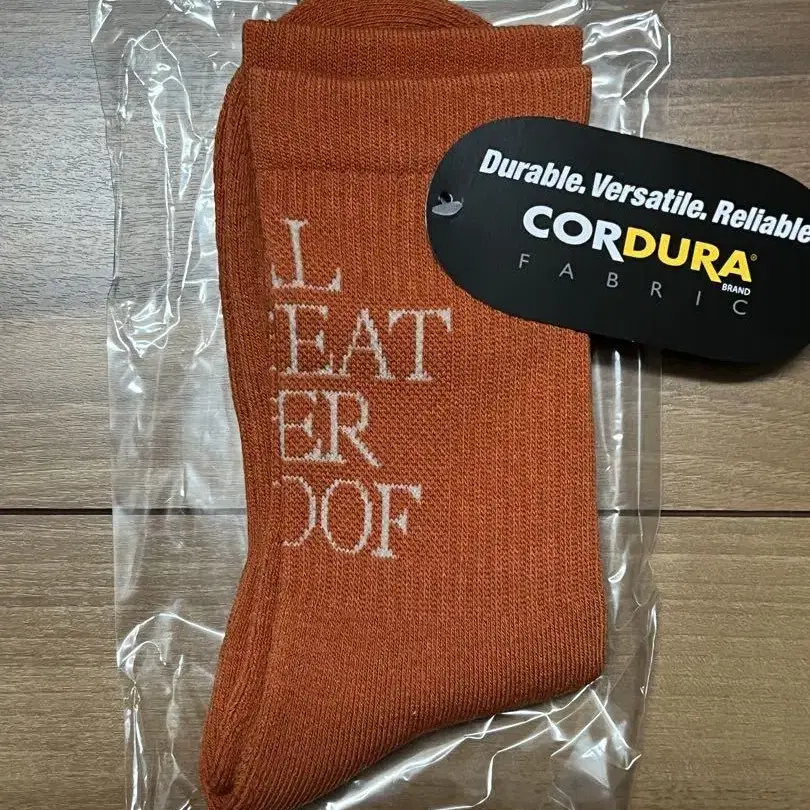 L
EAT
ER
OOF
Durable. Versatile. Reliable
CORDURA®
BRAND
FABRIC